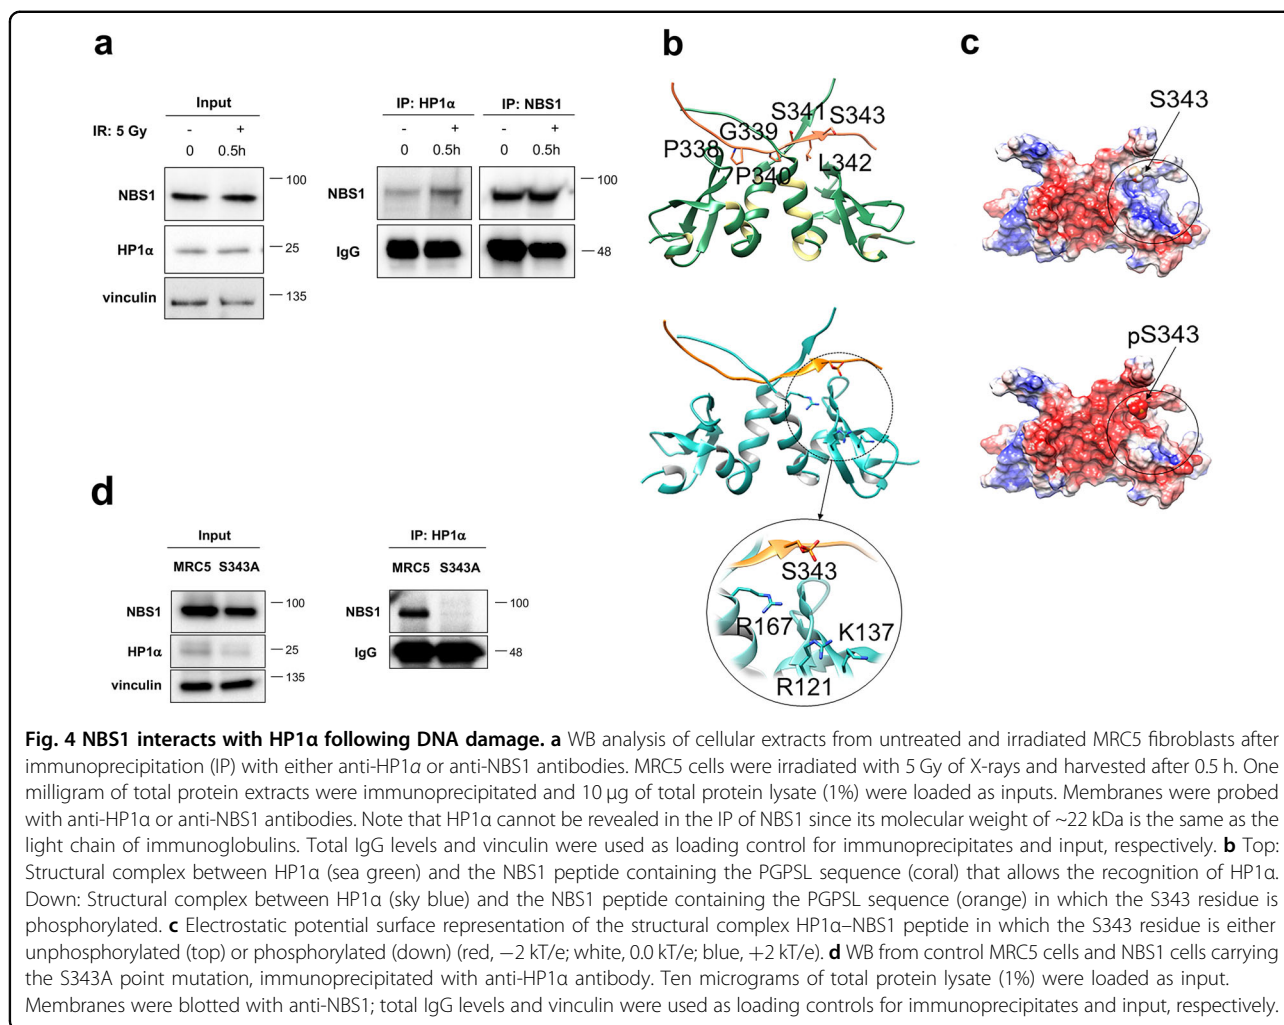 a
Input
IR: 5 Gy - +
0 0.5h
NBS1
100
HP1α
25
vinculin
135
IP: HP1α IP: NBS1
- + - +
0 0.5h 0 0.5h
NBS1
100
IgG
48
b
S341
S343
G339
P338
P340
L342
S343
R167
K137
R121
c
S343
pS343
d
Input
MRC5 S343A
NBS1
100
HP1α
25
vinculin
135
IP: HP1α
MRC5 S343A
NBS1
100
IgG
48
Fig. 4 NBS1 interacts with HP1α following DNA damage. a WB analysis of cellular extracts from untreated and irradiated MRC5 fibroblasts after
immunoprecipitation (IP) with either anti-HP1α or anti-NBS1 antibodies. MRC5 cells were irradiated with 5 Gy of X-rays and harvested after 0.5 h. One
milligram of total protein extracts were immunoprecipitated and 10 µg of total protein lysate (1%) were loaded as inputs. Membranes were probed
with anti-HP1α or anti-NBS1 antibodies. Note that HP1α cannot be revealed in the IP of NBS1 since its molecular weight of ~22 kDa is the same as the
light chain of immunoglobulins. Total IgG levels and vinculin were used as loading control for immunoprecipitates and input, respectively. b Top:
Structural complex between HP1α (sea green) and the NBS1 peptide containing the PGPSL sequence (coral) that allows the recognition of HP1α.
Down: Structural complex between HP1α (sky blue) and the NBS1 peptide containing the PGPSL sequence (orange) in which the S343 residue is
phosphorylated. c Electrostatic potential surface representation of the structural complex HP1α–NBS1 peptide in which the S343 residue is either
unphosphorylated (top) or phosphorylated (down) (red, −2 kT/e; white, 0.0 kT/e; blue, +2 kT/e). d WB from control MRC5 cells and NBS1 cells carrying
the S343A point mutation, immunoprecipitated with anti-HP1α antibody. Ten micrograms of total protein lysate (1%) were loaded as input.
Membranes were blotted with anti-NBS1; total IgG levels and vinculin were used as loading controls for immunoprecipitates and input, respectively.